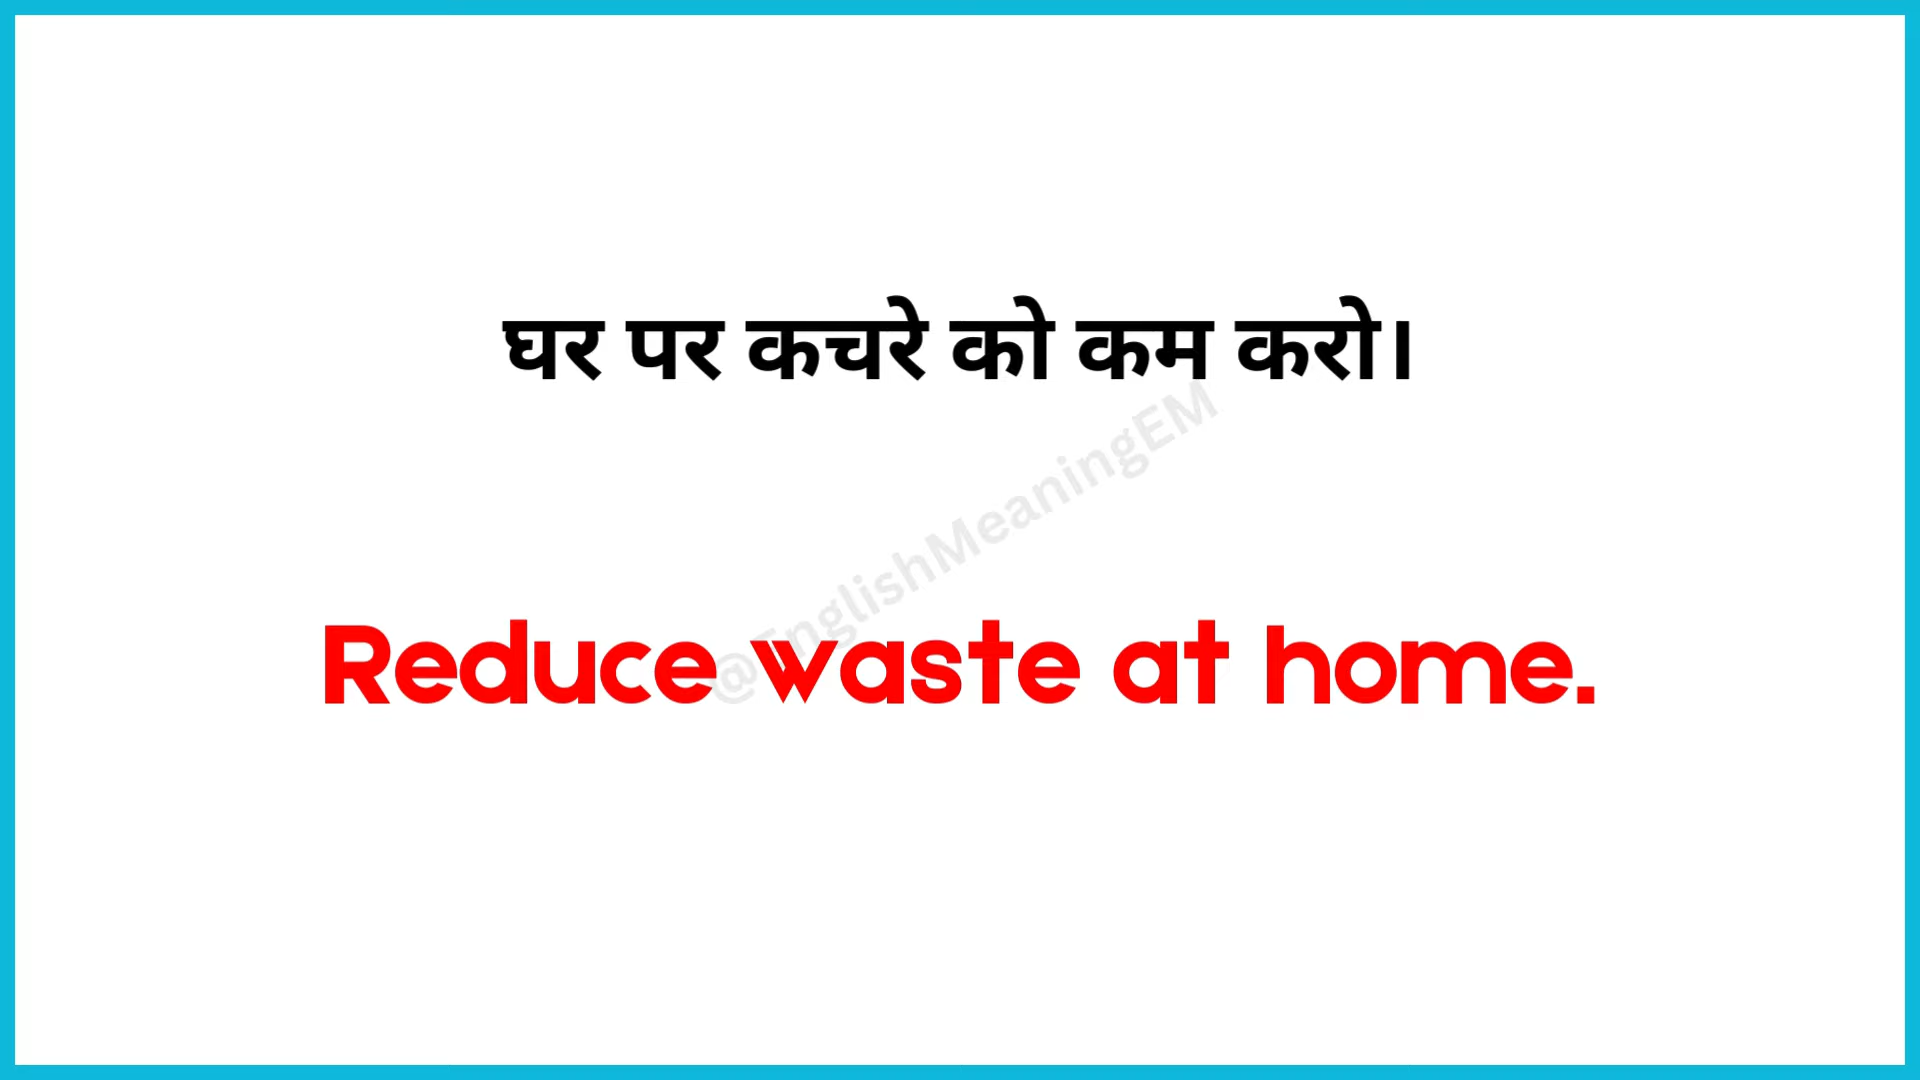 घर पर कचरे को कम करो।
@EnglishMeaningEM
Reduce waste at home.